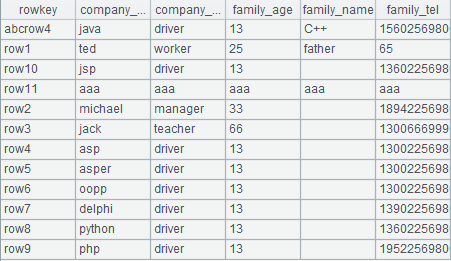 rowkey company_... company_... family_age family_name family_tel
abcrow4 java driver 13 C++1560256980
row1 ted worker 25 father 65
row10 jsp driver 13 1360225698
row11 aaa aaa aaa aaa aaa
row2 michael manager 33 1894225698
row3 jack teacher 66 1300666999
row4 asp driver 13 1300225698
row5 asper driver 13 1300225698
row6 oopp driver 13 1300225698
row7 delphi driver 13 1390225698
row8 python driver 13 1360225698
row9 php driver 13 1952256980